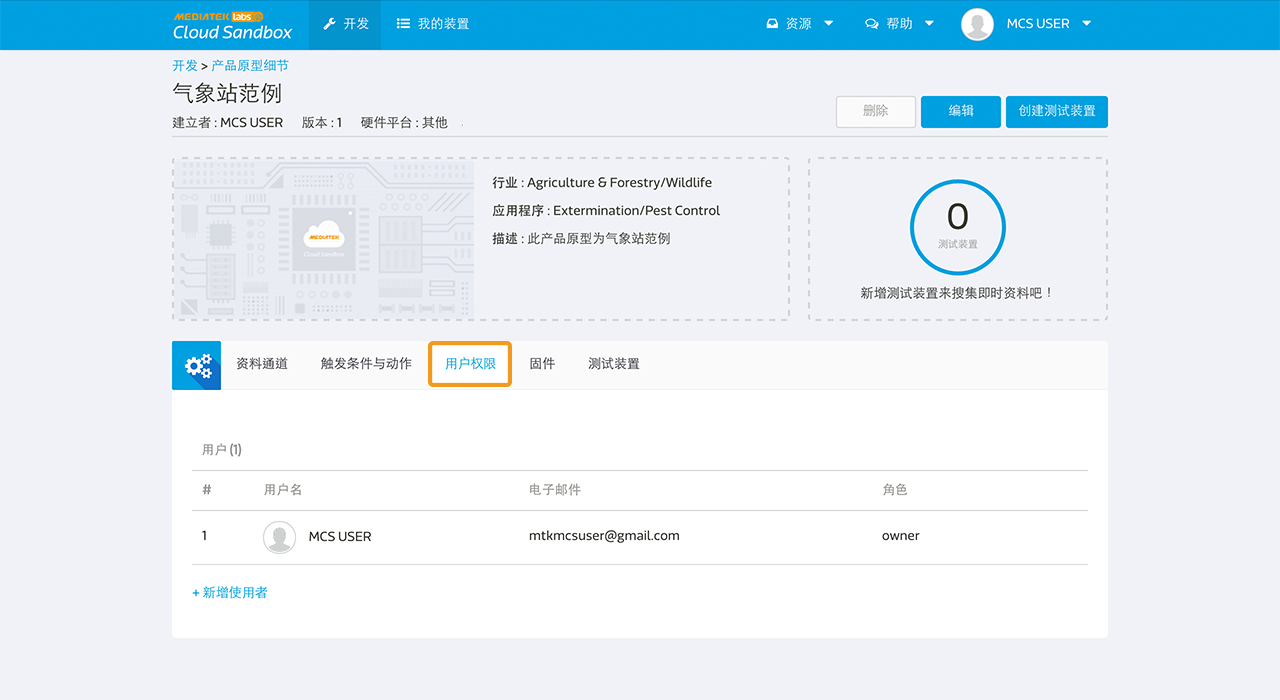 MEDIATEK labs
Cloud Sandbox
开发
我的装置
资源
帮助
MCS USER
开发 > 产品原型细节
气象站范例
建立者 : MCS USER 版本 : 1 硬件平台 : 其他
删除
编辑
创建测试装置
MEDIATEK
Cloud Sandbox
行业 : Agriculture & Forestry/Wildlife
应用程序 : Extermination/Pest Control
描述 : 此产品原型为气象站范例
0
测试装置
新增测试装置来搜集即时资料吧！
资料通道
触发条件与动作
用户权限
固件
测试装置
用户 (1)
# 用户名 电子邮件 角色
1 MCS USER mtkmcsuser@gmail.com owner
+ 新增使用者